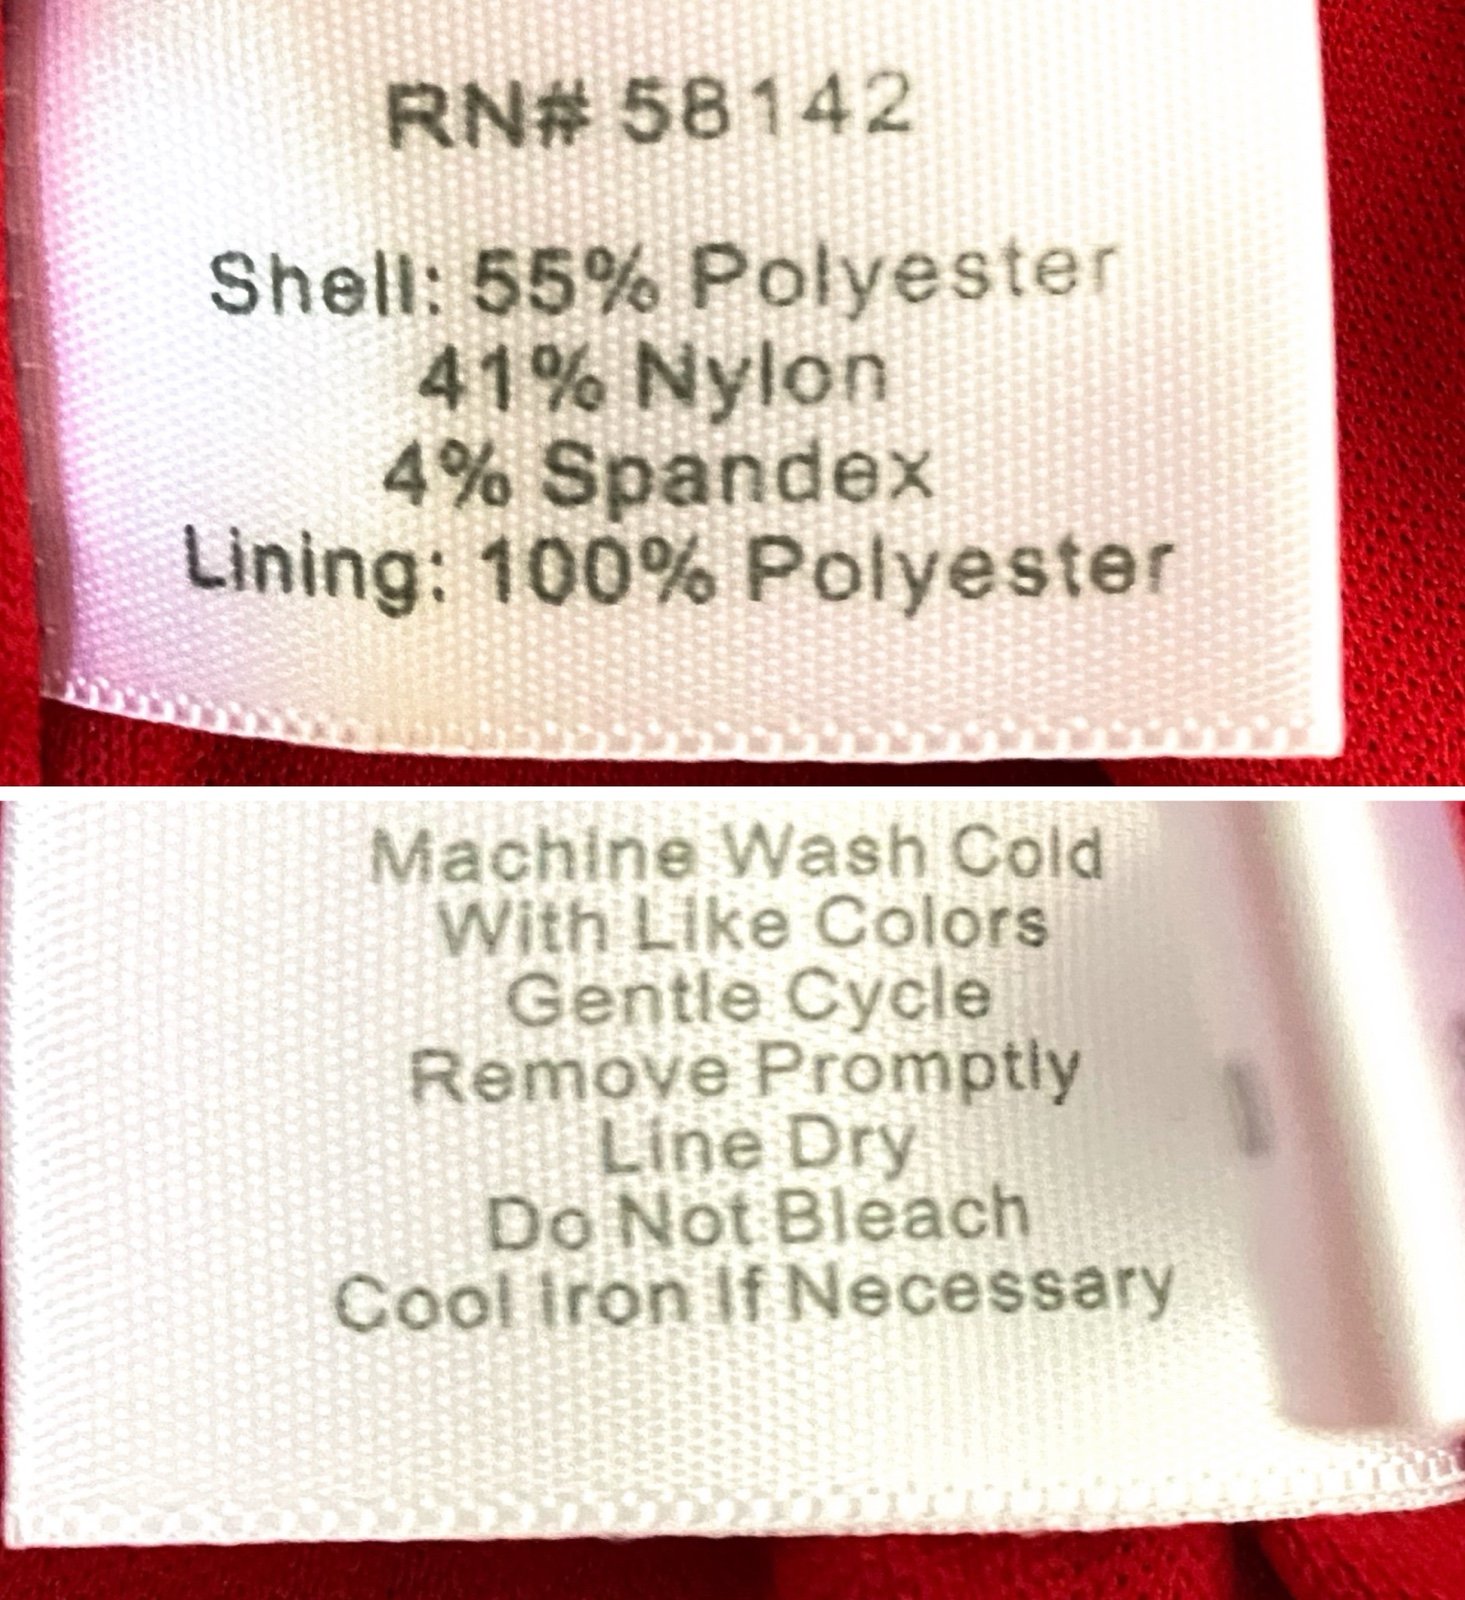 RN# 58142
Shell: 55% Polyester
41% Nylon
4% Spandex
Lining: 100% Polyester
Machine Wash Cold
With Like Colors
Gentle Cycle
Remove Promptly
Line Dry
Do Not Bleach
Cool Iron If Necessary